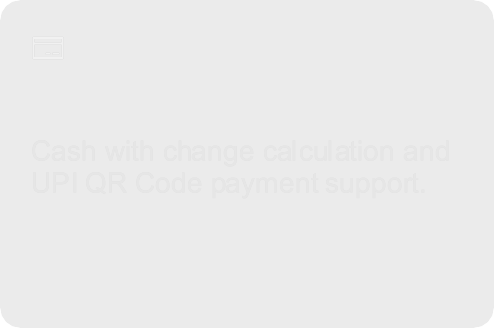 Cash with change calculation and
UPI QR Code payment support.